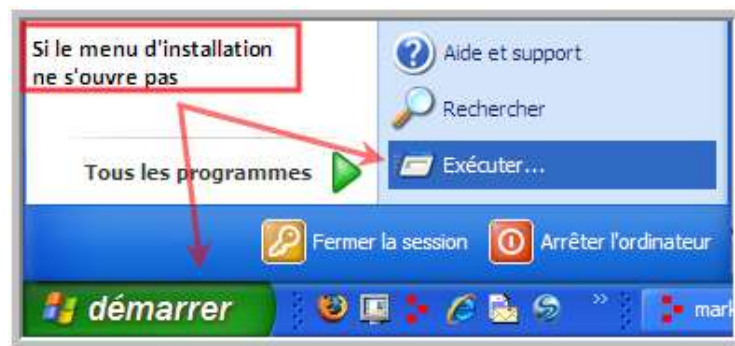 Si le menu d'installation
ne s'ouvre pas
Aide et support
Rechercher
Tous les programmes
Exécuter...
Fermer la session
Arrêter l'ordinateur
démarrer
»